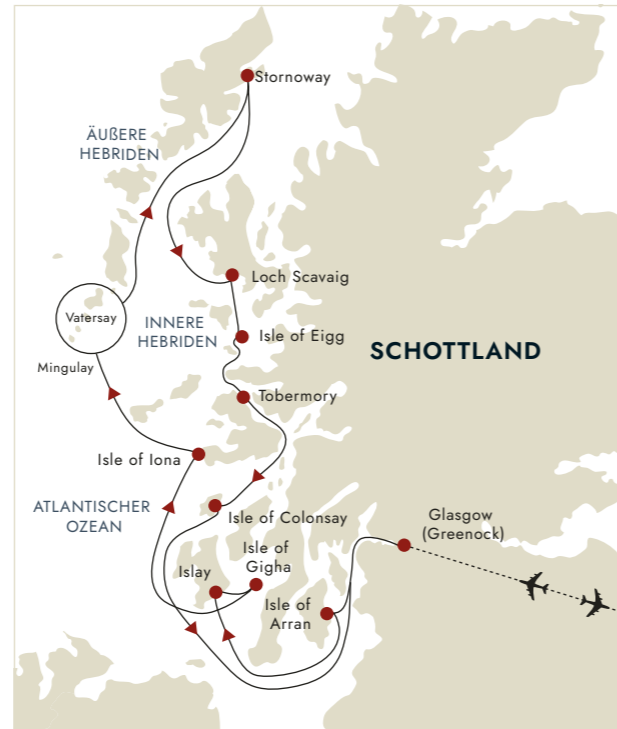 Stornoway
ÄUßERE
HEBRIDEN
Loch Scavaig
Vatersay
INNERE
HEBRIDEN
Isle of Eigg
SCHOTTLAND
Mingulay
Tobermory
Isle of Iona
ATLANTISCHER
OZEAN
Isle of Colonsay
Glasgow
(Greenock)
Isle of
Gigha
Islay
Isle of
Arran